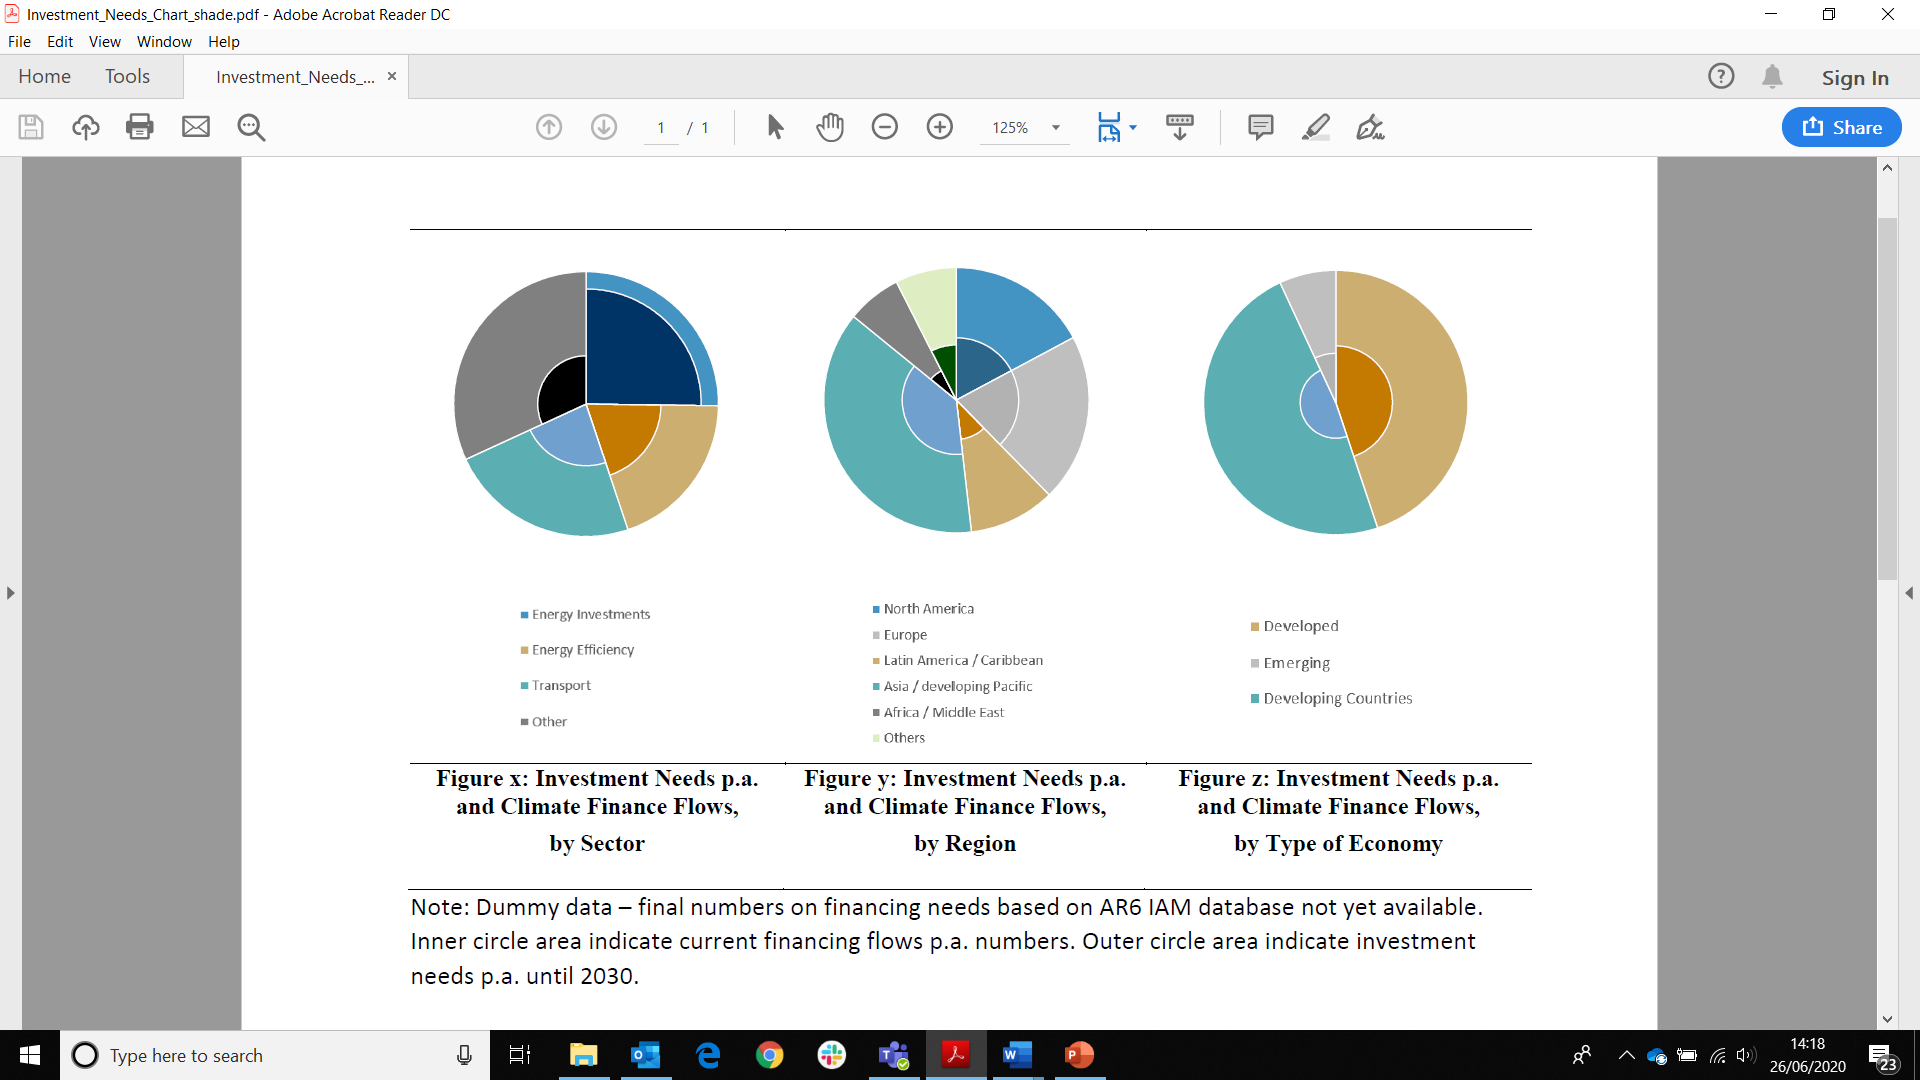 Investment_Needs_Chart_shade.pdf - Adobe Acrobat Reader DC
File Edit View Window Help
Home Tools Investment_Needs_... × Sign In
1 / 1 125% Share
Energy Investments
Energy Efficiency
Transport
Other
North America
Europe
Latin America / Caribbean
Asia / developing Pacific
Africa / Middle East
Others
Developed
Emerging
Developing Countries
Figure x: Investment Needs p.a.
and Climate Finance Flows,
by Sector
Figure y: Investment Needs p.a.
and Climate Finance Flows,
by Region
Figure z: Investment Needs p.a.
and Climate Finance Flows,
by Type of Economy
Note: Dummy data – final numbers on financing needs based on AR6 IAM database not yet available.
Inner circle area indicate current financing flows p.a. numbers. Outer circle area indicate investment
needs p.a. until 2030.
Type here to search
14:18
26/06/2020
23